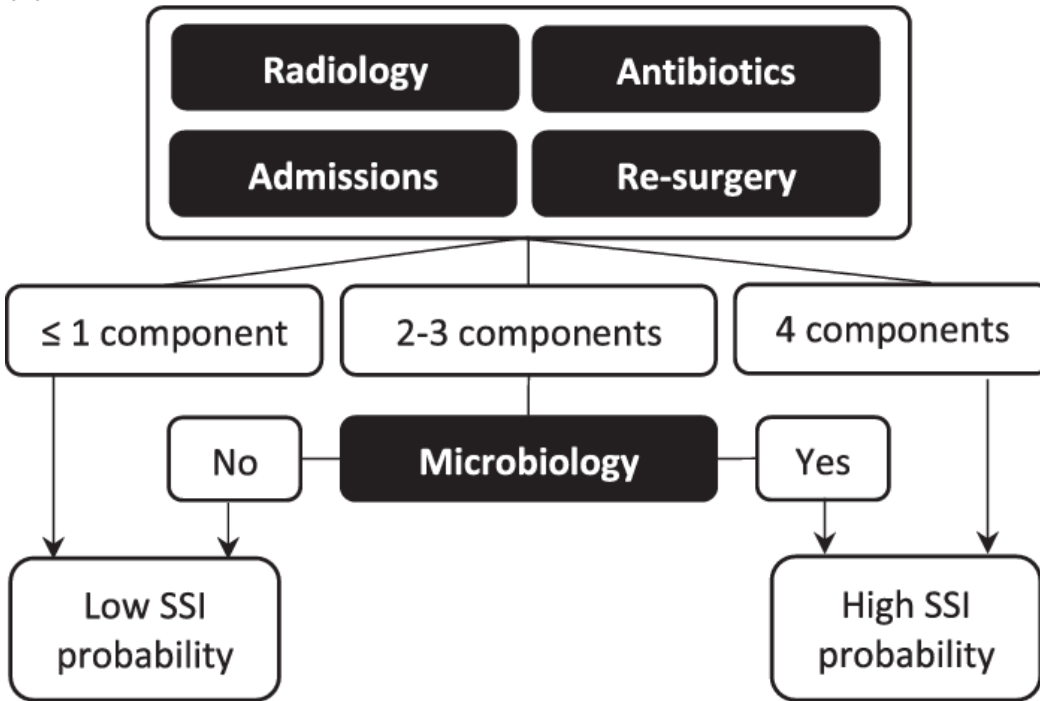 Radiology
Antibiotics
Admissions
Re-surgery
≤ 1 component
2-3 components
4 components
No
Microbiology
Yes
Low SSI
probability
High SSI
probability